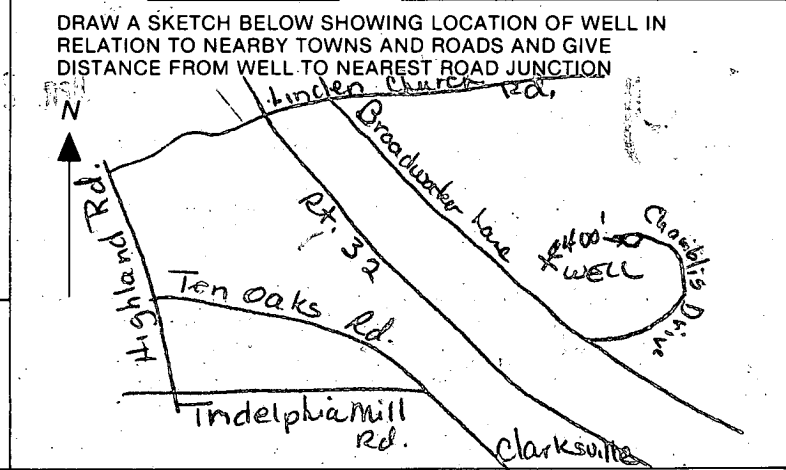 DRAW A SKETCH BELOW SHOWING LOCATION OF WELL IN
RELATION TO NEARBY TOWNS AND ROADS AND GIVE
DISTANCE FROM WELL TO NEAREST ROAD JUNCTION
N
Linden Church Rd.
Broadwater Lane
Highland Rd.
Rt. 32
400'
WELL
Chamblis Drive
Ten Oaks Rd.
Tridelphia Mill
Rd.
Clarksville